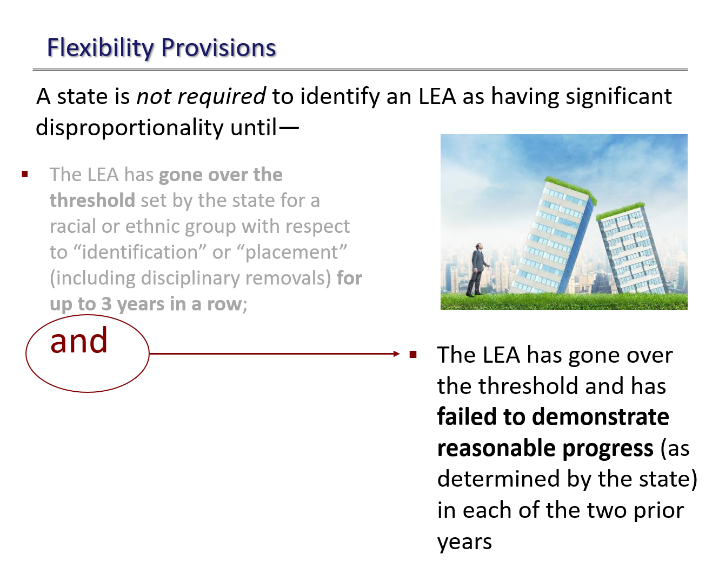 Flexibility Provisions
A state is not required to identify an LEA as having significant
disproportionality until—
▪ The LEA has gone over the
threshold set by the state for a
racial or ethnic group with respect
to “identification” or “placement”
(including disciplinary removals) for
up to 3 years in a row;
and
▪ The LEA has gone over
the threshold and has
failed to demonstrate
reasonable progress (as
determined by the state)
in each of the two prior
years